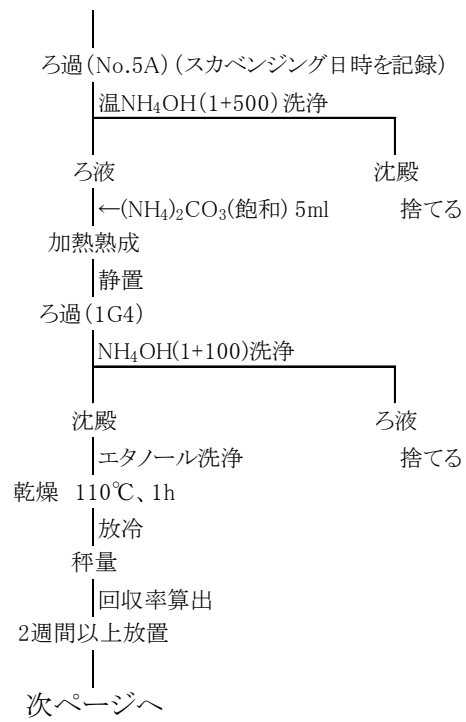 ろ過(No.5A)(スカベンジング日時を記録)
温NH₄OH(1+500)洗浄
ろ液 沈殿
←(NH₄)₂CO₃(飽和) 5ml 捨てる
加熱熟成
静置
ろ過(1G4)
NH₄OH(1+100)洗浄
沈殿 ろ液
エタノール洗浄 捨てる
乾燥 110℃、1h
放冷
秤量
回収率算出
2週間以上放置
次ページへ